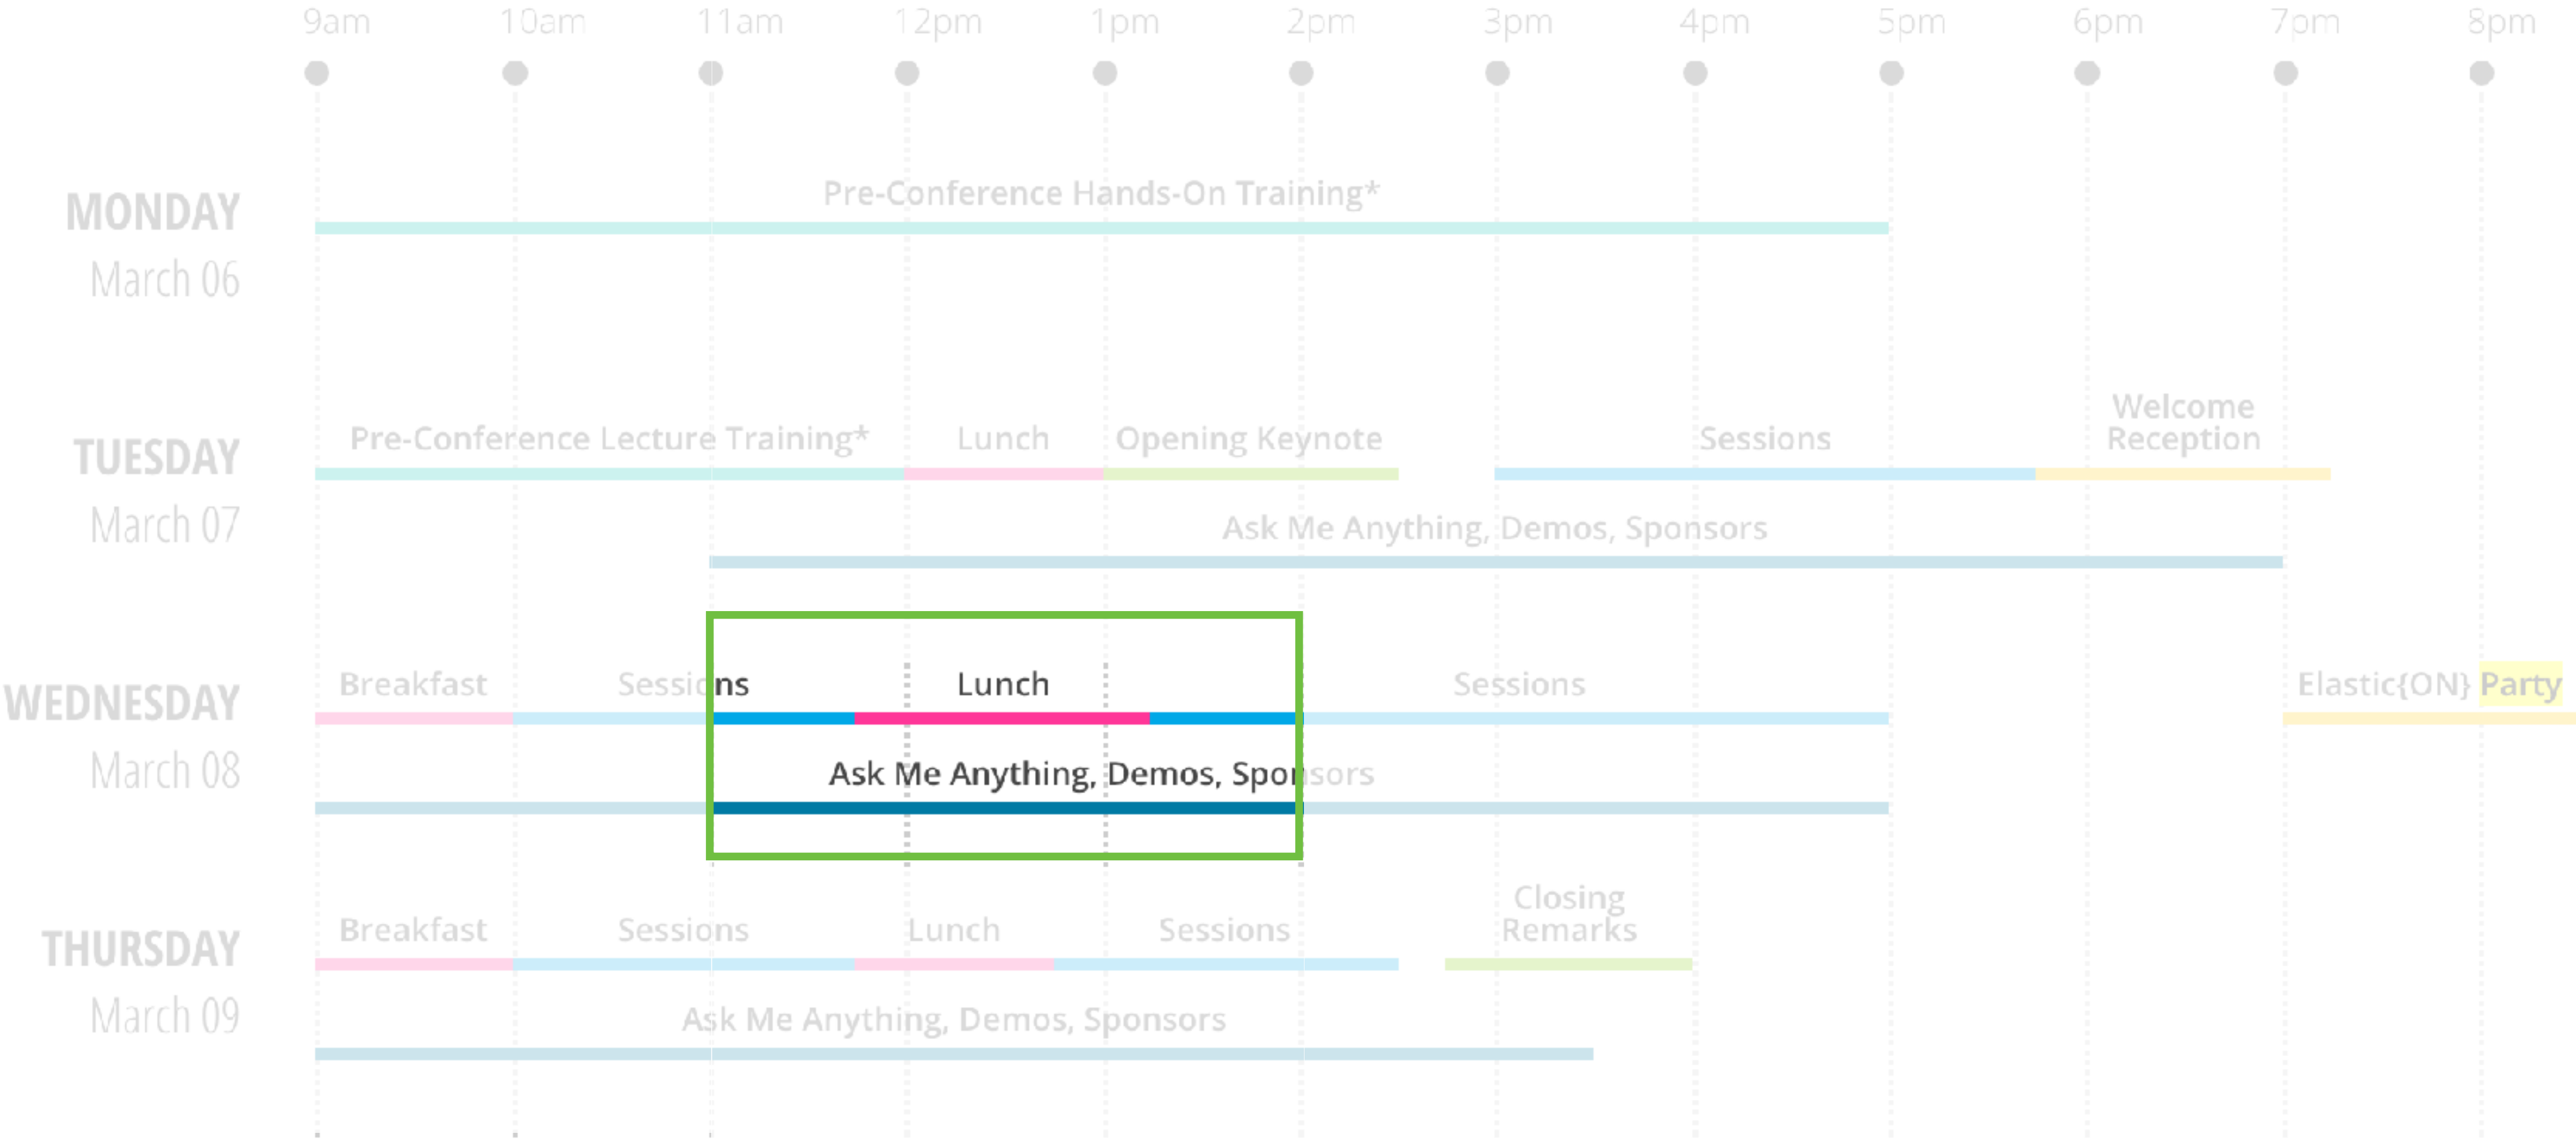 9am 10am 11am 12pm 1pm 2pm 3pm 4pm 5pm 6pm 7pm 8pm
Pre-Conference Hands-On Training*
MONDAY
March 06
Welcome
Pre-Conference Lecture Training* Lunch Opening Keynote Sessions Reception
TUESDAY
March 07
Ask Me Anything, Demos, Sponsors
Breakfast Sessions Lunch Sessions Elastic{ON} Party
WEDNESDAY
March 08
Ask Me Anything, Demos, Sponsors
Closing
Breakfast Sessions Lunch Sessions Remarks
THURSDAY
March 09
Ask Me Anything, Demos, Sponsors